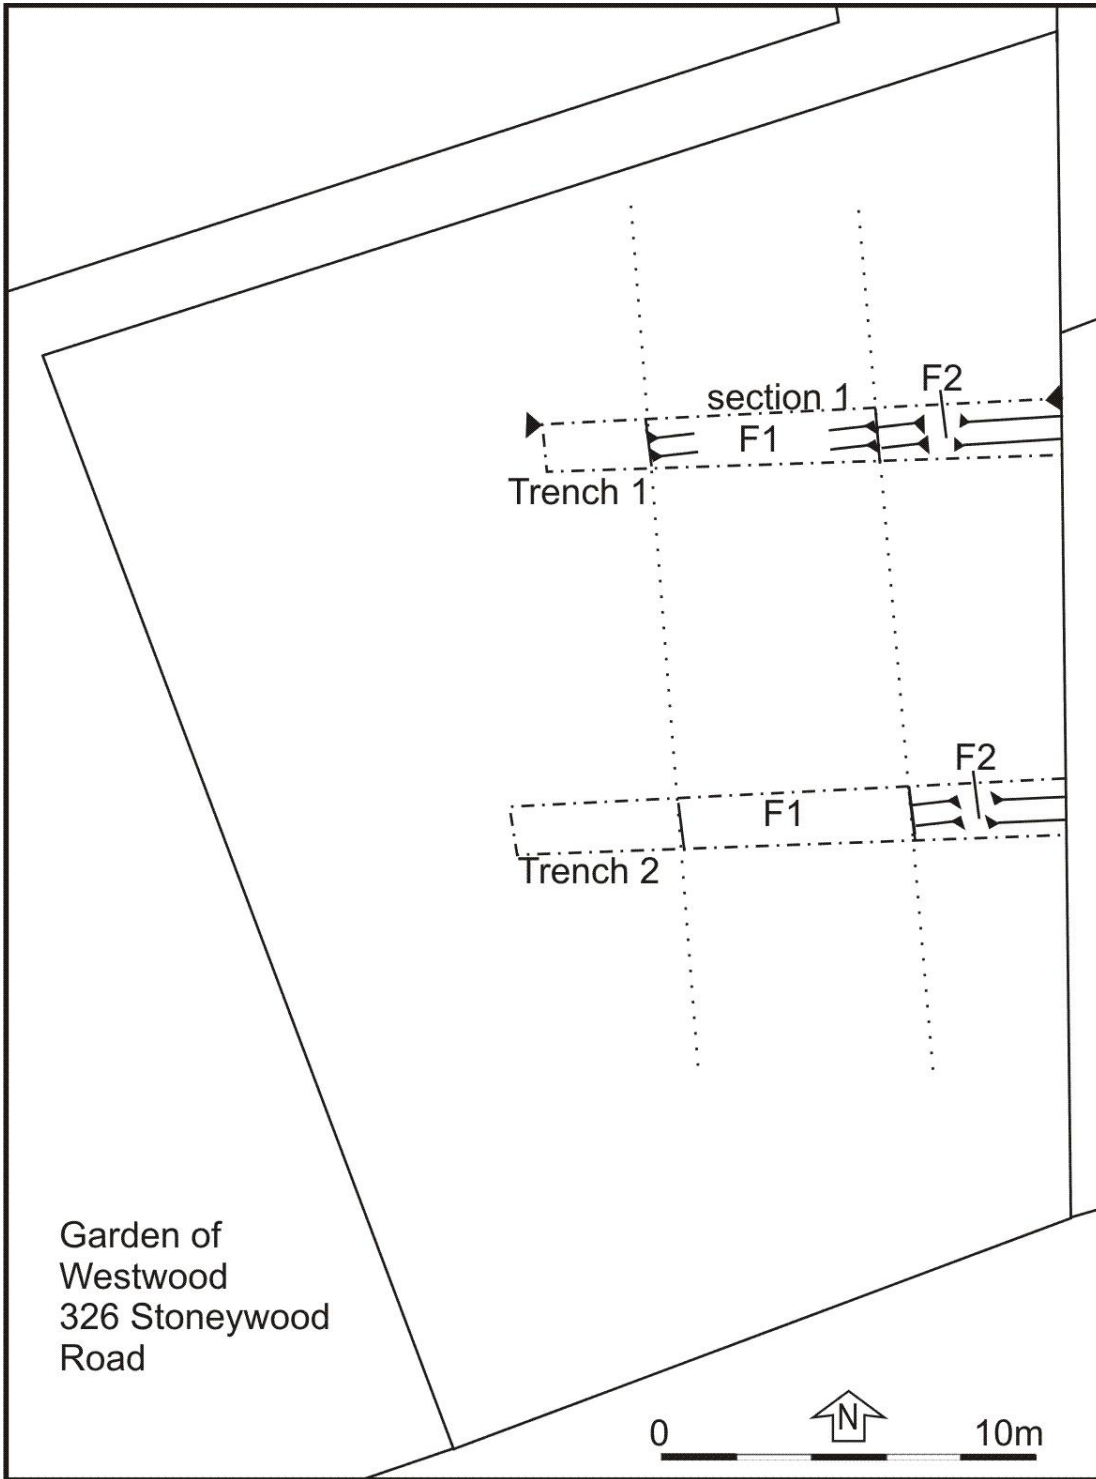 F2
section 1
F1
Trench 1
F2
F1
Trench 2
Garden of
Westwood
326 Stoneywood
Road
N
0 10m